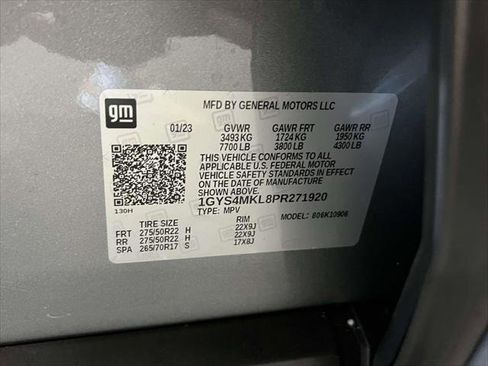 gm
MFD BY GENERAL MOTORS LLC
01/23 GVWR GAWR FRT GAWR RR
3493 KG 1724 KG 1950 KG
7700 LB 3800 LB 4300 LB
THIS VEHICLE CONFORMS TO ALL
APPLICABLE U.S. FEDERAL MOTOR
VEHICLE SAFETY STANDARDS IN EFFECT
ON THE DATE OF MANUFACTURE
SHOWN ABOVE.
1GYS4MKL8PR271920
TYPE: MPV MODEL: 606K10906
130H
TIRE SIZE RIM
FRT 275/50R22 H 22X9J
RR 275/50R22 H 22X9J
SPA 265/70R17 S 17X8J